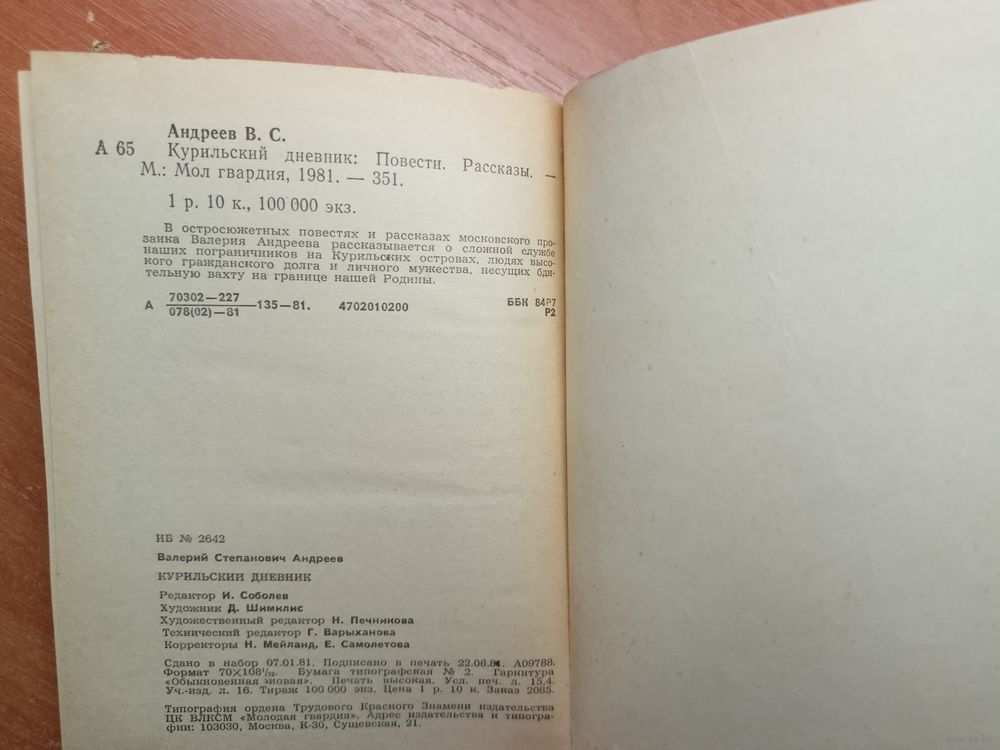 Андреев В. С.
А 65 Курильский дневник: Повести. Рассказы. —
М.: Мол гвардия, 1981. — 351.
1 р. 10 к., 100 000 экз.
В остросюжетных повестях и рассказах московского про-
заика Валерия Андреева рассказывается о сложной службе
наших пограничников на Курильских островах, людях высо-
кого гражданского долга и личного мужества, несущих бди-
тельную вахту на границе нашей Родины.
70302—227
А ———135—81. 4702010200 ББК 84Р7
078(02)—81 Р2
ИБ № 2642
Валерий Степанович Андреев
КУРИЛЬСКИЙ ДНЕВНИК
Редактор И. Соболев
Художник Д. Шимилис
Художественный редактор Н. Печникова
Технический редактор Г. Варыханова
Корректоры Н. Мейланд, Е. Самолетова
Сдано в набор 07.01.81. Подписано в печать 22.06.81. А09788.
Формат 70×108¹/₃₂. Бумага типографская № 2. Гарнитура
«Обыкновенная новая». Печать высокая. Усл. печ. л. 15,4.
Уч.-изд. л. 16. Тираж 100 000 экз. Цена 1 р. 10 к. Заказ 2085.
Типография ордена Трудового Красного Знамени издательства
ЦК ВЛКСМ «Молодая гвардия». Адрес издательства и типогра-
фии: 103030, Москва, К-30, Сущевская, 21.